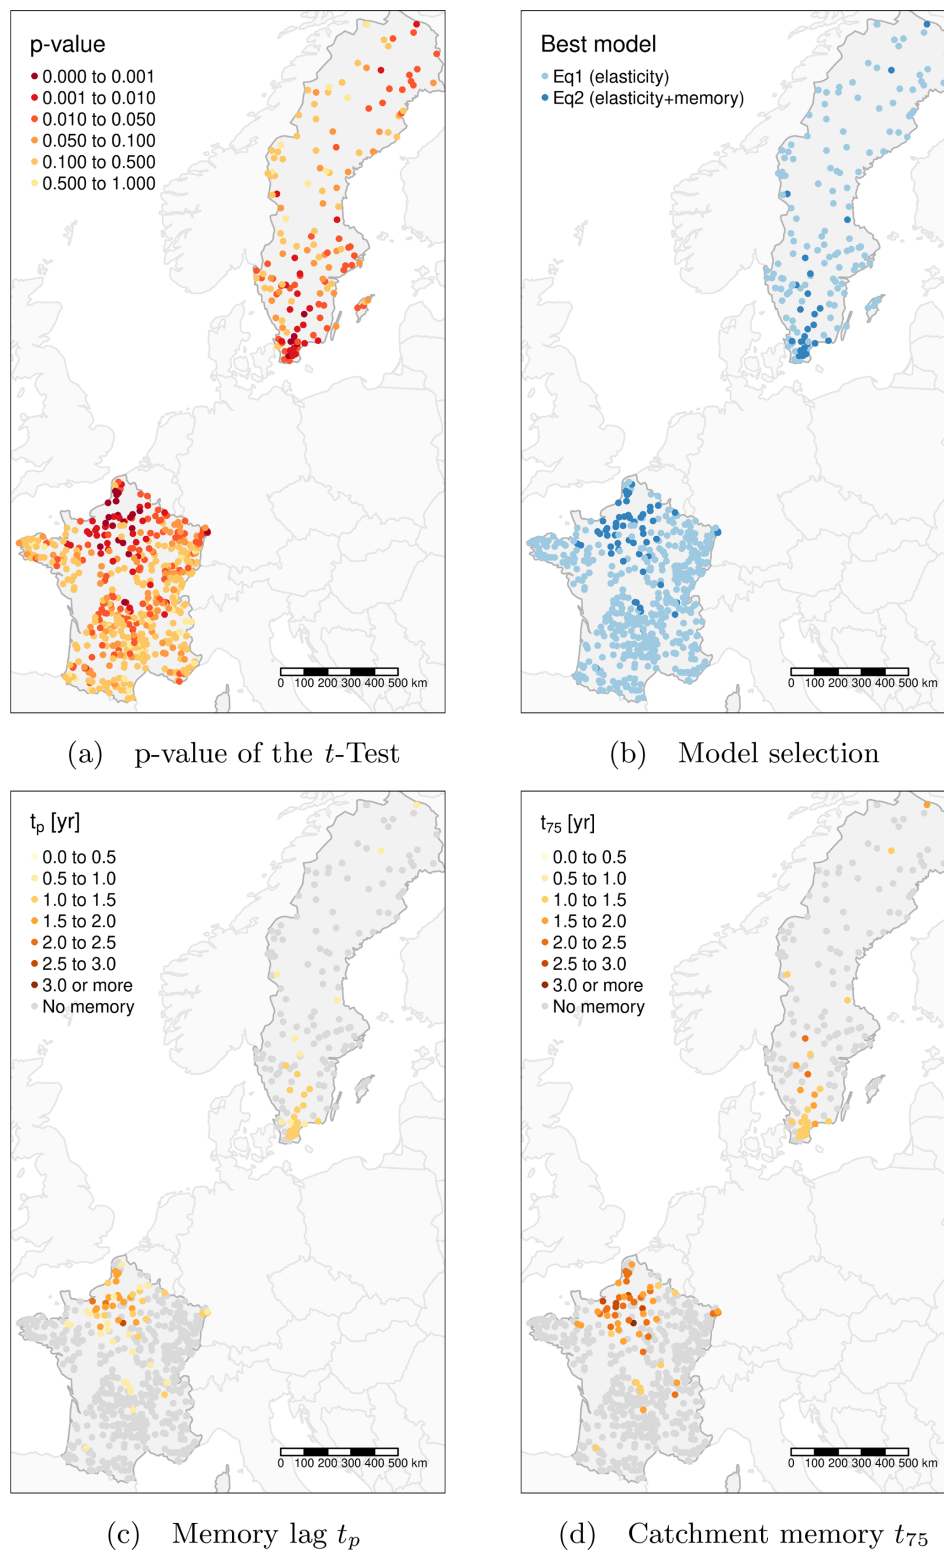 p-value
0.000 to 0.001
0.001 to 0.010
0.010 to 0.050
0.050 to 0.100
0.100 to 0.500
0.500 to 1.000
0 100 200 300 400 500 km
(a) p-value of the t-Test
Best model
Eq1 (elasticity)
Eq2 (elasticity+memory)
0 100 200 300 400 500 km
(b) Model selection
tp [yr]
0.0 to 0.5
0.5 to 1.0
1.0 to 1.5
1.5 to 2.0
2.0 to 2.5
2.5 to 3.0
3.0 or more
No memory
0 100 200 300 400 500 km
(c) Memory lag tp
t75 [yr]
0.0 to 0.5
0.5 to 1.0
1.0 to 1.5
1.5 to 2.0
2.0 to 2.5
2.5 to 3.0
3.0 or more
No memory
0 100 200 300 400 500 km
(d) Catchment memory t75